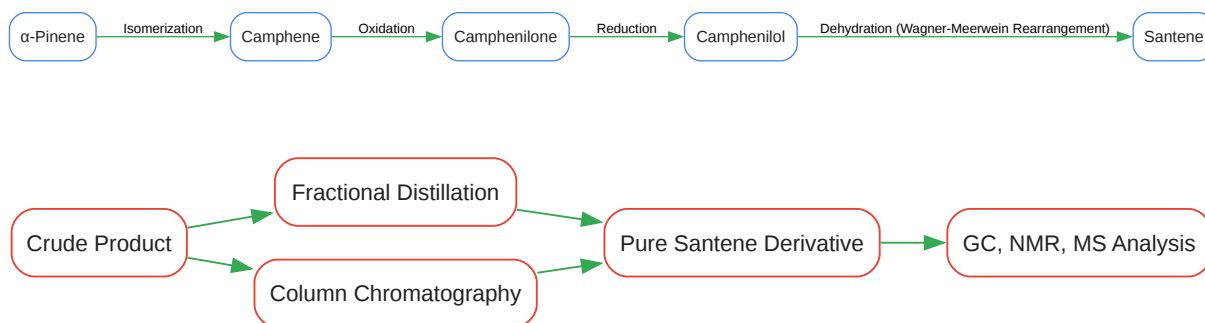 α-Pinene
Isomerization
Camphene
Oxidation
Camphenilone
Reduction
Camphenilol
Dehydration (Wagner-Meerwein Rearrangement)
Santene
Fractional Distillation
Crude Product
Pure Santene Derivative
GC, NMR, MS Analysis
Column Chromatography